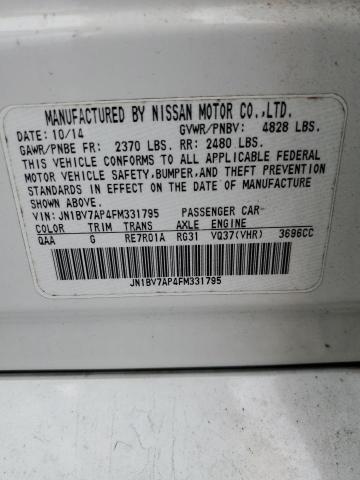 MANUFACTURED BY NISSAN MOTOR CO.,LTD.
DATE: 10/14 GVWR/PNBV: 4828 LBS.
GAWR/PNBE FR: 2370 LBS. RR: 2480 LBS.
THIS VEHICLE CONFORMS TO ALL APPLICABLE FEDERAL
MOTOR VEHICLE SAFETY,BUMPER,AND THEFT PREVENTION
STANDARDS IN EFFECT ON THE DATE OF MANUFACTURE
SHOWN ABOVE.
VIN: JN1BV7AP4FM331795 PASSENGER CAR
COLOR TRIM TRANS AXLE ENGINE
QAA G RE7R01A RG31 VQ37(VHR) 3696CC
JN1BV7AP4FM331795